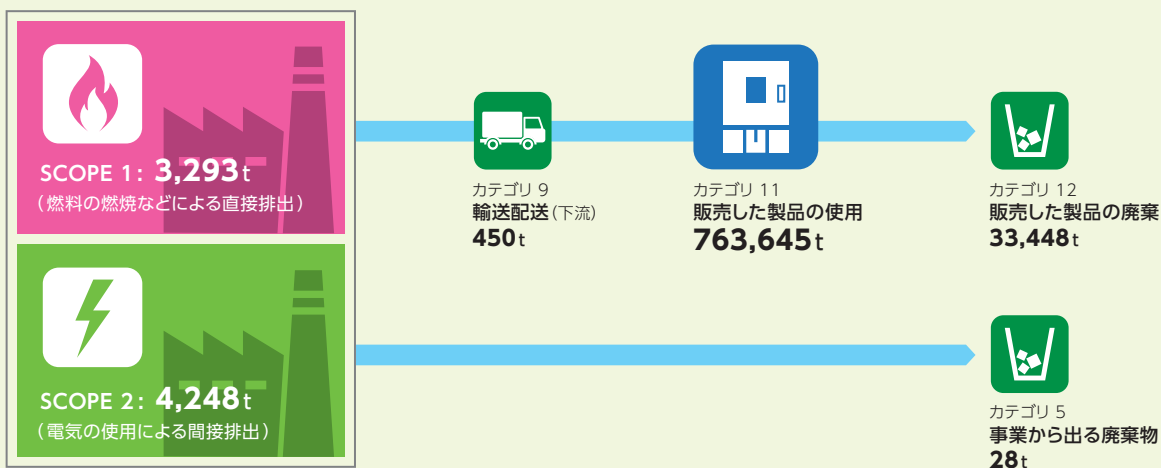 SCOPE 1: 3,293t
(燃料の燃焼などによる直接排出)
カテゴリ 9
輸送配送(下流)
450t
カテゴリ 11
販売した製品の使用
763,645t
カテゴリ 12
販売した製品の廃棄
33,448t
SCOPE 2: 4,248t
(電気の使用による間接排出)
カテゴリ 5
事業から出る廃棄物
28t